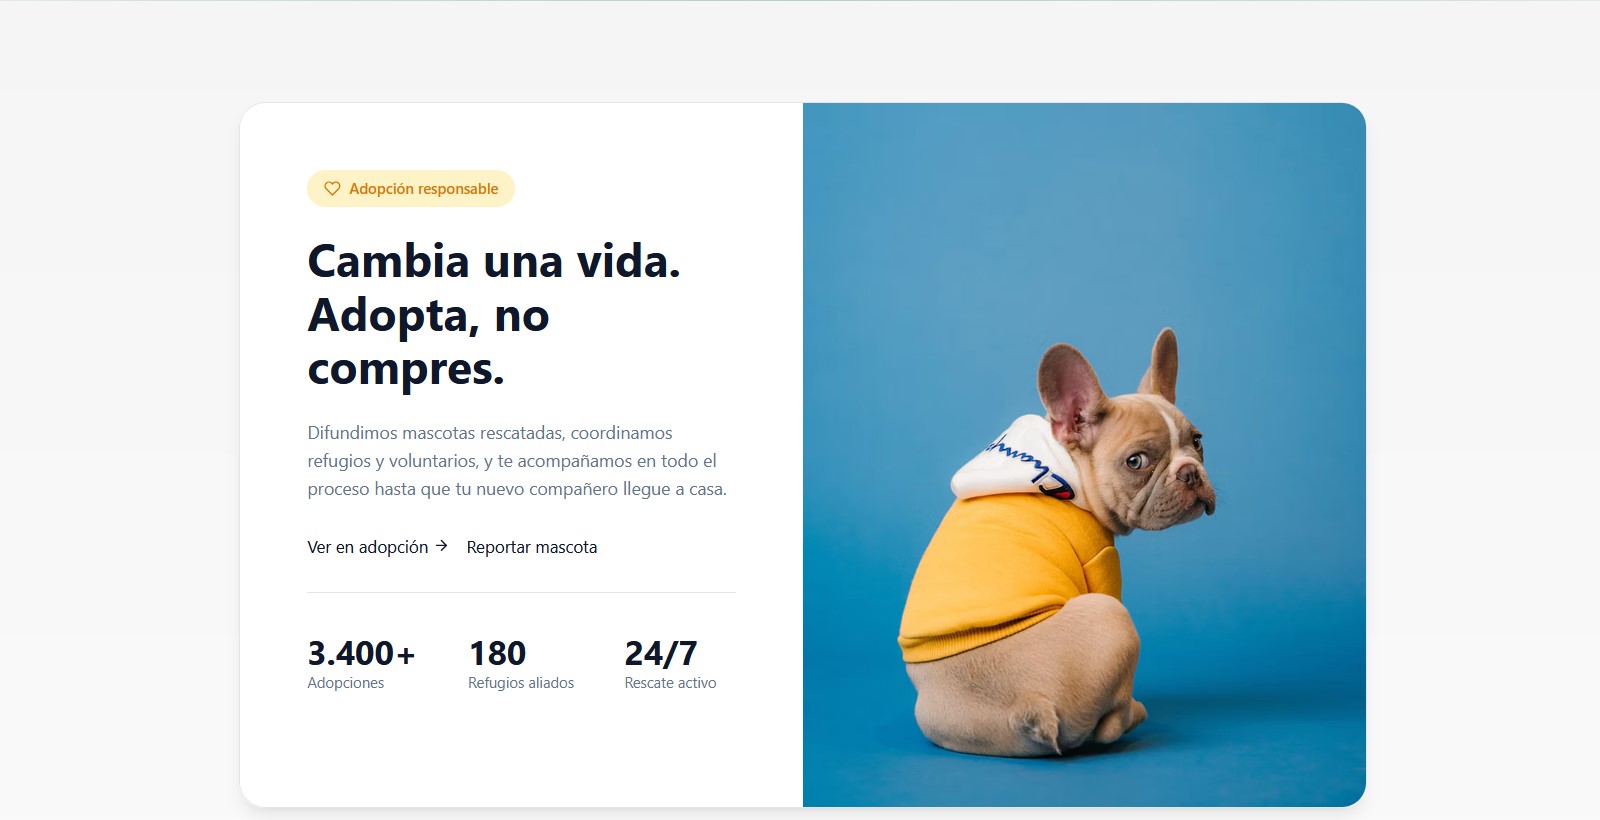 Adopción responsable
Cambia una vida.
Adopta, no
compres.
Difundimos mascotas rescatadas, coordinamos
refugios y voluntarios, y te acompañamos en todo el
proceso hasta que tu nuevo compañero llegue a casa.
Ver en adopción → Reportar mascota
3.400+ 180 24/7
Adopciones Refugios aliados Rescate activo
Champion